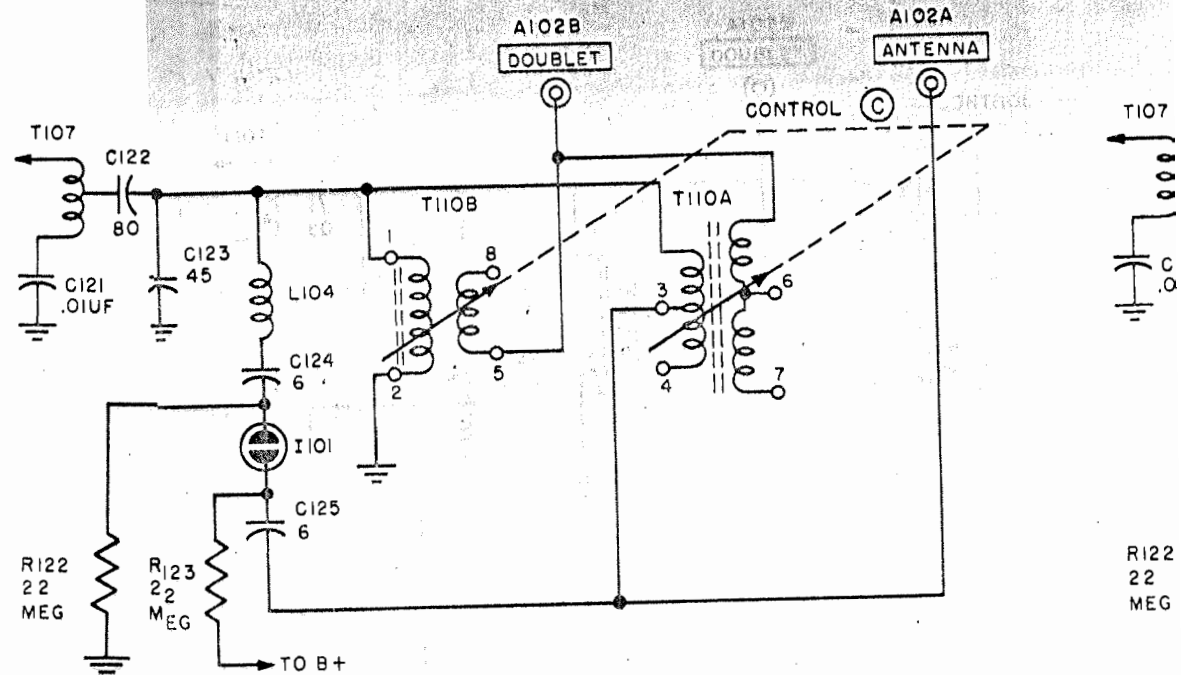 A102B
DOUBLET
A102A
ANTENNA
CONTROL C
T107
C122
80
C123
45
C121
.01UF
L104
C124
6
I101
C125
6
R122
22
MEG
R123
22
MEG
TO B+
T110B
1
2
8
5
T110A
3
4
6
7
T107
C
.0
R122
22
MEG